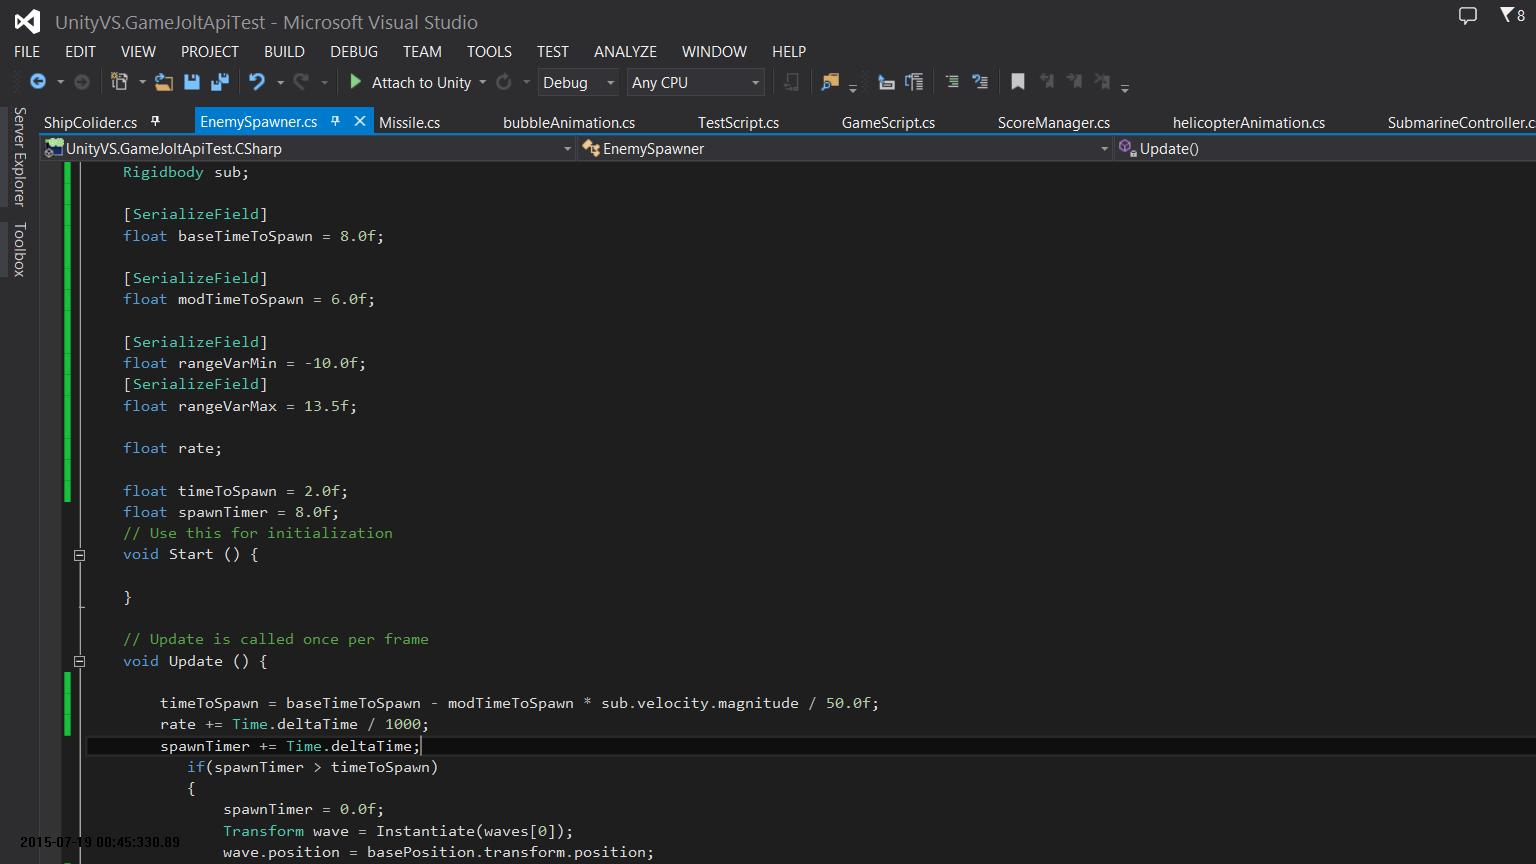 UnityVS.GameJoltApiTest - Microsoft Visual Studio
8
FILE EDIT VIEW PROJECT BUILD DEBUG TEAM TOOLS TEST ANALYZE WINDOW HELP
Attach to Unity Debug Any CPU
Server Explorer
Toolbox
ShipColider.cs EnemySpawner.cs Missile.cs bubbleAnimation.cs TestScript.cs GameScript.cs ScoreManager.cs helicopterAnimation.cs SubmarineController.cs
UnityVS.GameJoltApiTest.CSharp EnemySpawner Update()
Rigidbody sub;
[SerializeField]
float baseTimeToSpawn = 8.0f;
[SerializeField]
float modTimeToSpawn = 6.0f;
[SerializeField]
float rangeVarMin = -10.0f;
[SerializeField]
float rangeVarMax = 13.5f;
float rate;
float timeToSpawn = 2.0f;
float spawnTimer = 8.0f;
// Use this for initialization
void Start () {
}
// Update is called once per frame
void Update () {
timeToSpawn = baseTimeToSpawn - modTimeToSpawn * sub.velocity.magnitude / 50.0f;
rate += Time.deltaTime / 1000;
spawnTimer += Time.deltaTime;
if(spawnTimer > timeToSpawn)
{
spawnTimer = 0.0f;
Transform wave = Instantiate(waves[0]);
wave.position = basePosition.transform.position;
2015-07-19 00:45:330.89